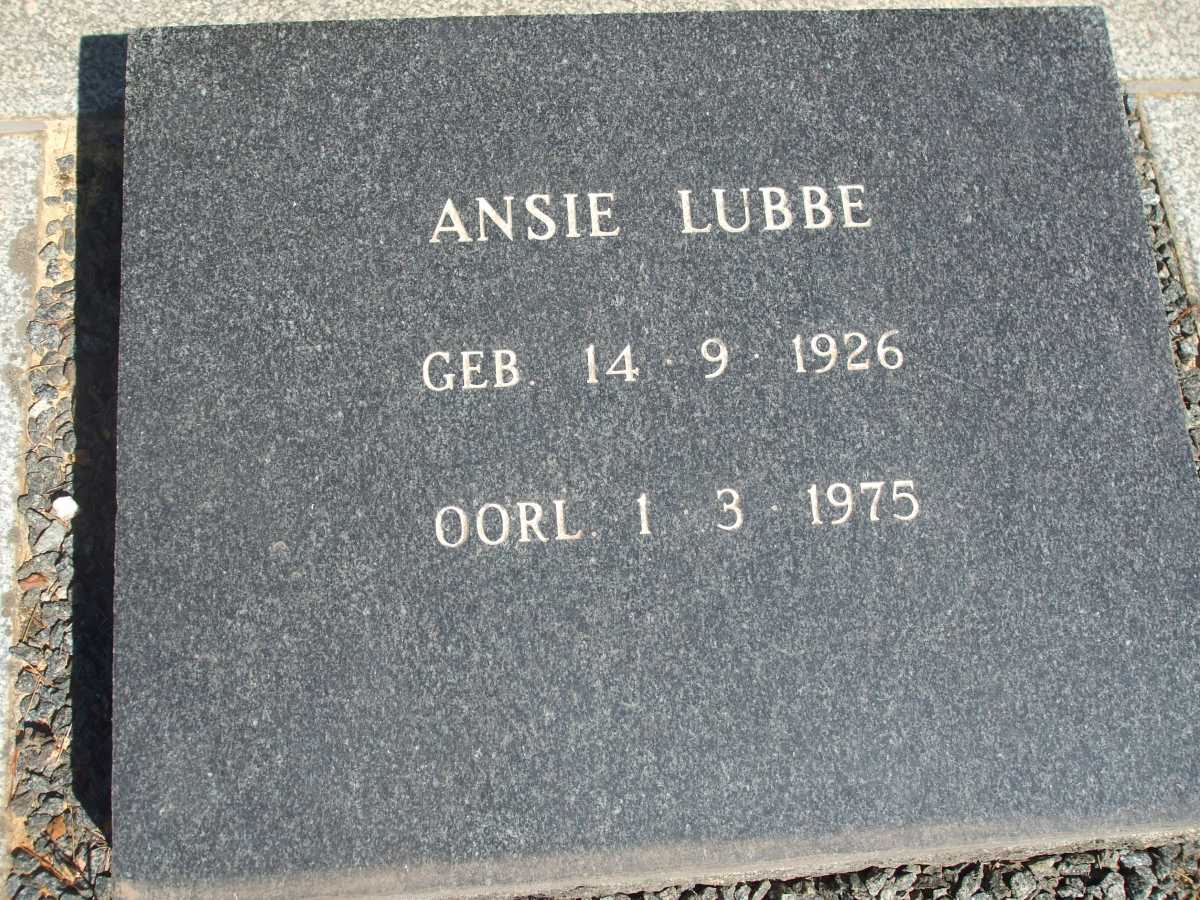 ANSIE LUBBE
GEB. 14 · 9 · 1926
OORL. 1 · 3 · 1975